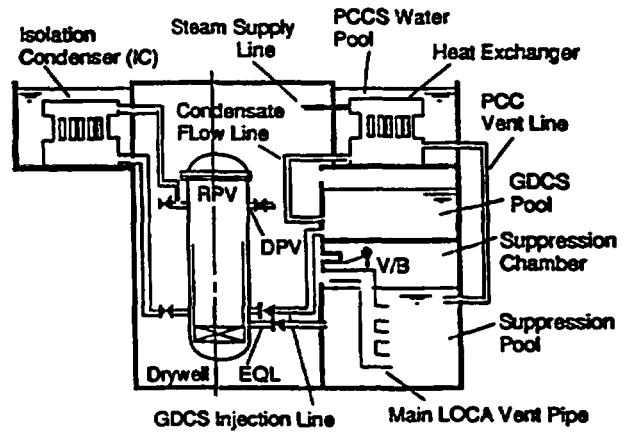 PCCS Water
Pool
Steam Supply
Line
Isolation
Condenser (IC)
Heat Exchanger
PCC
Vent Line
Condensate
FLow Line
RPV
GDCS
Pool
DPV
Suppression
Chamber
V/B
Suppression
Pool
Drywell
EQL
GDCS Injection Line
Main LOCA Vent Pipe